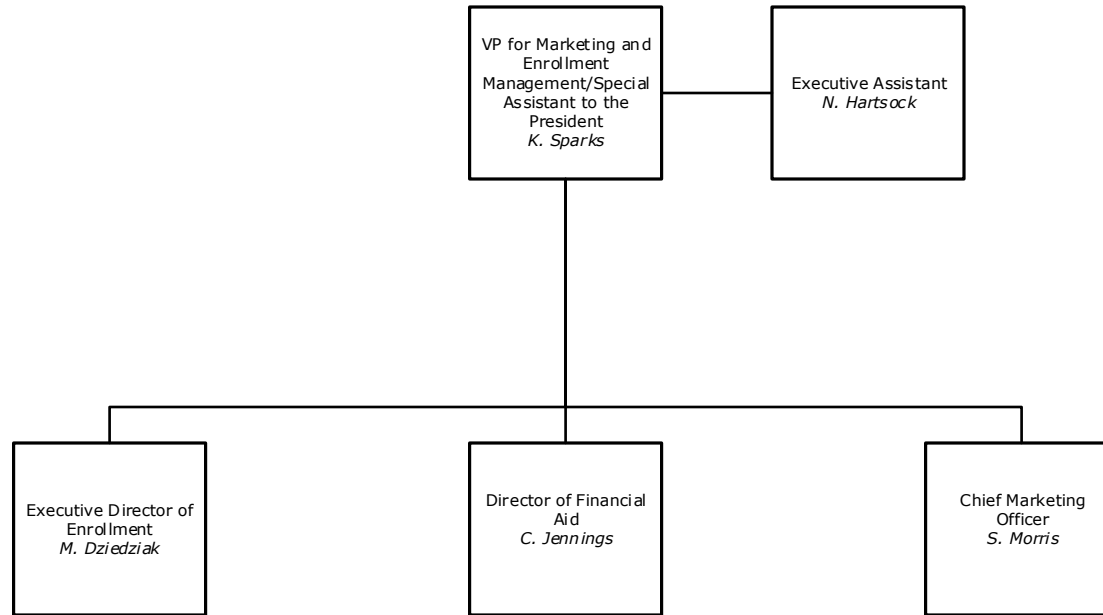 VP for Marketing and
Enrollment
Management/Special
Assistant to the
President
K. Sparks
Executive Assistant
N. Hartsock
Executive Director of
Enrollment
M. Dziedziak
Director of Financial
Aid
C. Jennings
Chief Marketing
Officer
S. Morris